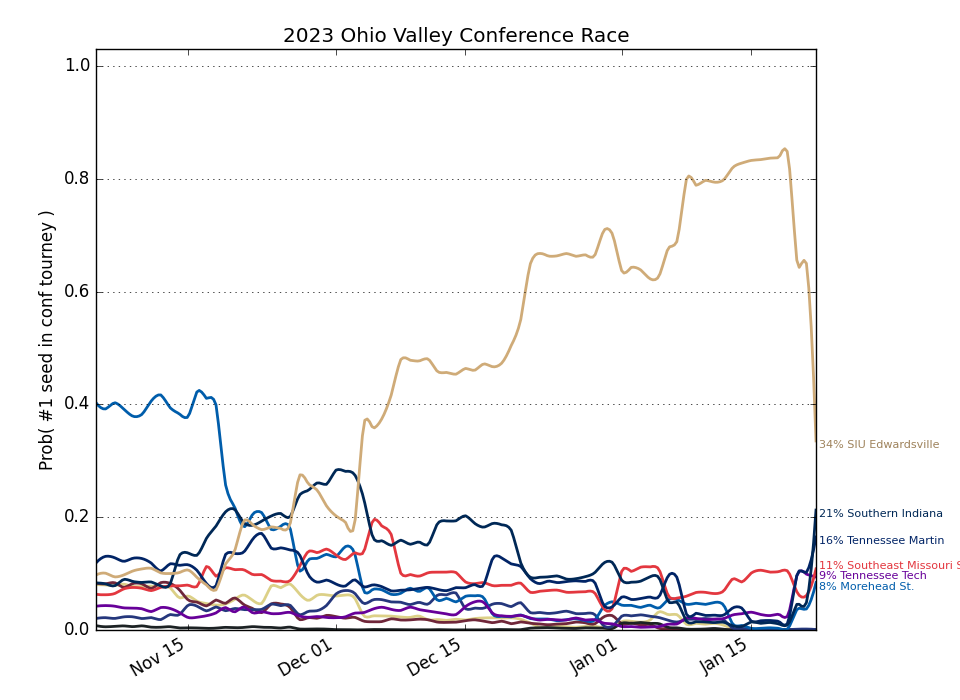 2023 Ohio Valley Conference Race
Prob( #1 seed in conf tourney )
1.0
0.8
0.6
0.4
0.2
0.0
Nov 15
Dec 01
Dec 15
Jan 01
Jan 15
34% SIU Edwardsville
21% Southern Indiana
16% Tennessee Martin
11% Southeast Missouri S
9% Tennessee Tech
8% Morehead St.